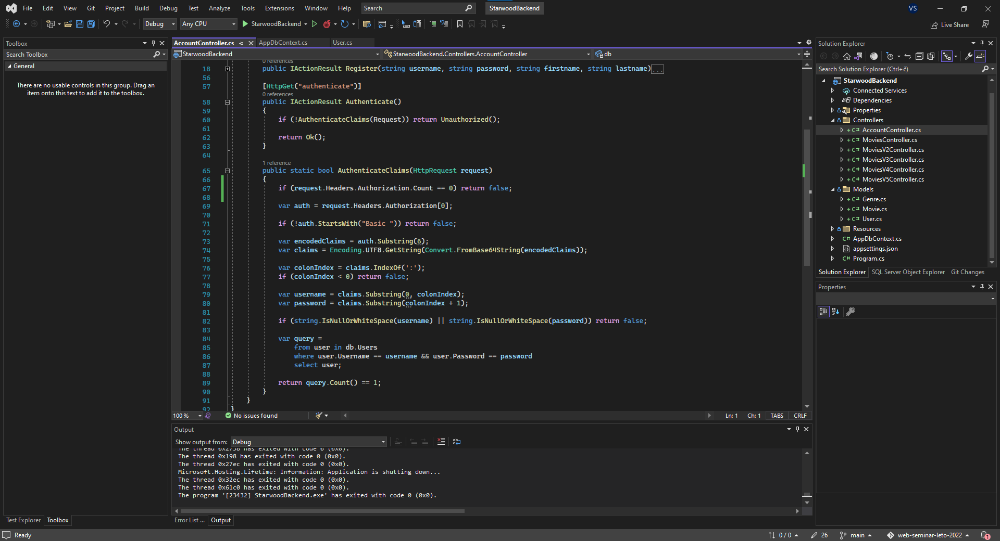 File Edit View Git Project Build Debug Test Analyze Tools Extensions Window Help Search StarwoodBackend VS
Debug Any CPU StarwoodBackend Live Share
Toolbox
Search Toolbox
General
There are no usable controls in this group. Drag an
item onto this text to add it to the toolbox.
Test Explorer Toolbox
AccountController.cs AppDbContext.cs User.cs
StarwoodBackend StarwoodBackend.Controllers.AccountController db
0 references
18 public IActionResult Register(string username, string password, string firstname, string lastname)...
56
57 [HttpGet("authenticate")]
0 references
58 public IActionResult Authenticate()
59 {
60 if (!AuthenticateClaims(Request)) return Unauthorized();
61
62 return Ok();
63 }
64
1 reference
65 public static bool AuthenticateClaims(HttpRequest request)
66 {
67 if (request.Headers.Authorization.Count == 0) return false;
68
69 var auth = request.Headers.Authorization[0];
70
71 if (!auth.StartsWith("Basic ")) return false;
72
73 var encodedClaims = auth.Substring(6);
74 var claims = Encoding.UTF8.GetString(Convert.FromBase64String(encodedClaims));
75
76 var colonIndex = claims.IndexOf(':');
77 if (colonIndex < 0) return false;
78
79 var username = claims.Substring(0, colonIndex);
80 var password = claims.Substring(colonIndex + 1);
81
82 if (string.IsNullOrWhiteSpace(username) || string.IsNullOrWhiteSpace(password)) return false;
83
84 var query =
85 from user in db.Users
86 where user.Username == username && user.Password == password
87 select user;
88
89 return query.Count() == 1;
90 }
91 }
92 }
100 % No issues found Ln: 1 Ch: 1 TABS CRLF
Output
Show output from: Debug
The thread 0x2758 has exited with code 0 (0x0).
The thread 0x198 has exited with code 0 (0x0).
The thread 0x27ec has exited with code 0 (0x0).
Microsoft.Hosting.Lifetime: Information: Application is shutting down...
The thread 0x32ec has exited with code 0 (0x0).
The thread 0x61c0 has exited with code 0 (0x0).
The program '[23432] StarwoodBackend.exe' has exited with code 0 (0x0).
Error List ... Output
Solution Explorer
Search Solution Explorer (Ctrl+č)
StarwoodBackend
Connected Services
Dependencies
Properties
Controllers
C# AccountController.cs
C# MoviesController.cs
C# MoviesV2Controller.cs
C# MoviesV3Controller.cs
C# MoviesV4Controller.cs
C# MoviesV5Controller.cs
Models
C# Genre.cs
C# Movie.cs
C# User.cs
Resources
C# AppDbContext.cs
appsettings.json
C# Program.cs
Solution Explorer SQL Server Object Explorer Git Changes
Properties
Ready 0 / 0 26 main web-seminar-leto-2022 1